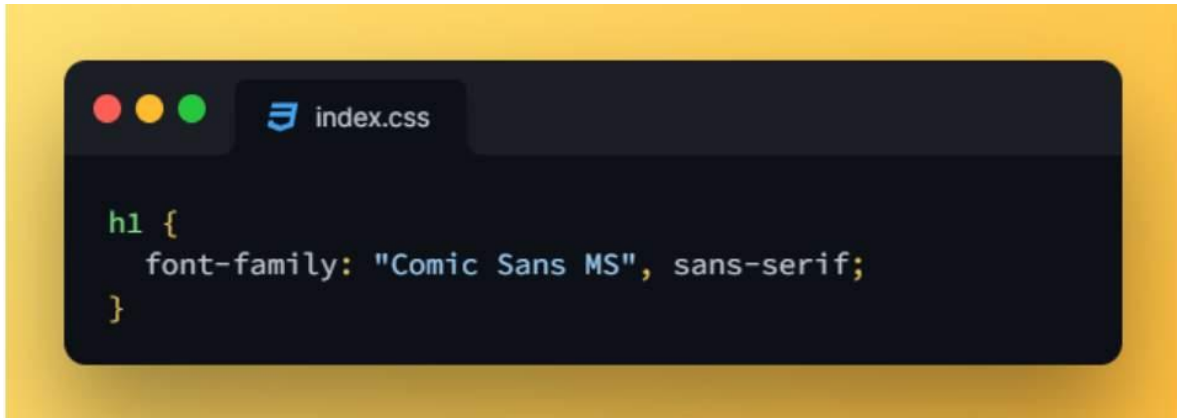 index.css
h1 {
  font-family: "Comic Sans MS", sans-serif;
}